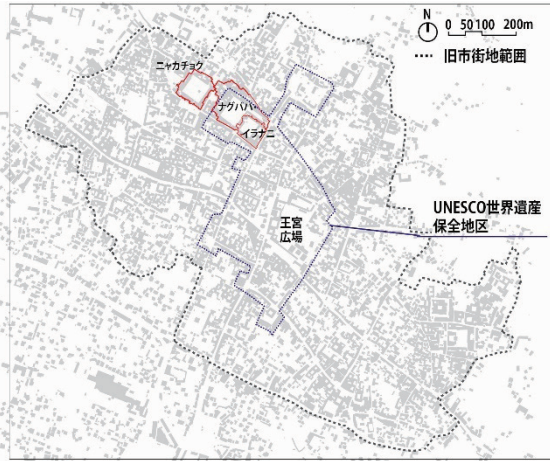 N
0 50 100 200m
旧市街地範囲
ニャカチョク
ナグバハ
イラナニ
UNESCO世界遺産
保全地区
王宮
広場